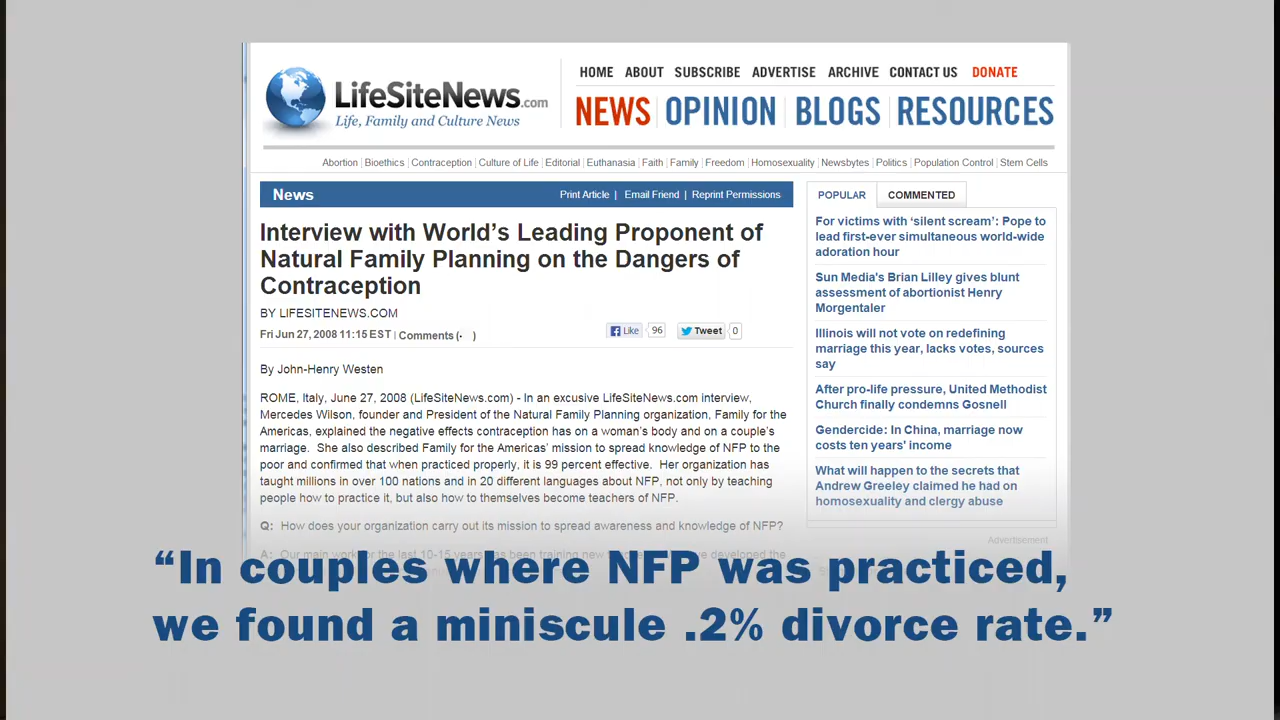 LifeSiteNews.com
Life, Family and Culture News
HOME ABOUT SUBSCRIBE ADVERTISE ARCHIVE CONTACT US DONATE
NEWS OPINION BLOGS RESOURCES
Abortion | Bioethics | Contraception | Culture of Life | Editorial | Euthanasia | Faith | Family | Freedom | Homosexuality | Newsbytes | Politics | Population Control | Stem Cells
News
Print Article | Email Friend | Reprint Permissions
Interview with World's Leading Proponent of
Natural Family Planning on the Dangers of
Contraception
BY LIFESITENEWS.COM
Fri Jun 27, 2008 11:15 EST | Comments (· )
Like 96 Tweet 0
By John-Henry Westen
ROME, Italy, June 27, 2008 (LifeSiteNews.com) - In an excusive LifeSiteNews.com interview,
Mercedes Wilson, founder and President of the Natural Family Planning organization, Family for the
Americas, explained the negative effects contraception has on a woman's body and on a couple's
marriage. She also described Family for the Americas' mission to spread knowledge of NFP to the
poor and confirmed that when practiced properly, it is 99 percent effective. Her organization has
taught millions in over 100 nations and in 20 different languages about NFP, not only by teaching
people how to practice it, but also how to themselves become teachers of NFP.
Q: How does your organization carry out its mission to spread awareness and knowledge of NFP?
A: Our main work for the last 10-15 years has been training new
POPULAR COMMENTED
For victims with 'silent scream': Pope to
lead first-ever simultaneous world-wide
adoration hour
Sun Media's Brian Lilley gives blunt
assessment of abortionist Henry
Morgentaler
Illinois will not vote on redefining
marriage this year, lacks votes, sources
say
After pro-life pressure, United Methodist
Church finally condemns Gosnell
Gendercide: In China, marriage now
costs ten years' income
What will happen to the secrets that
Andrew Greeley claimed he had on
homosexuality and clergy abuse
Advertisement
“In couples where NFP was practiced,
we found a miniscule .2% divorce rate.”